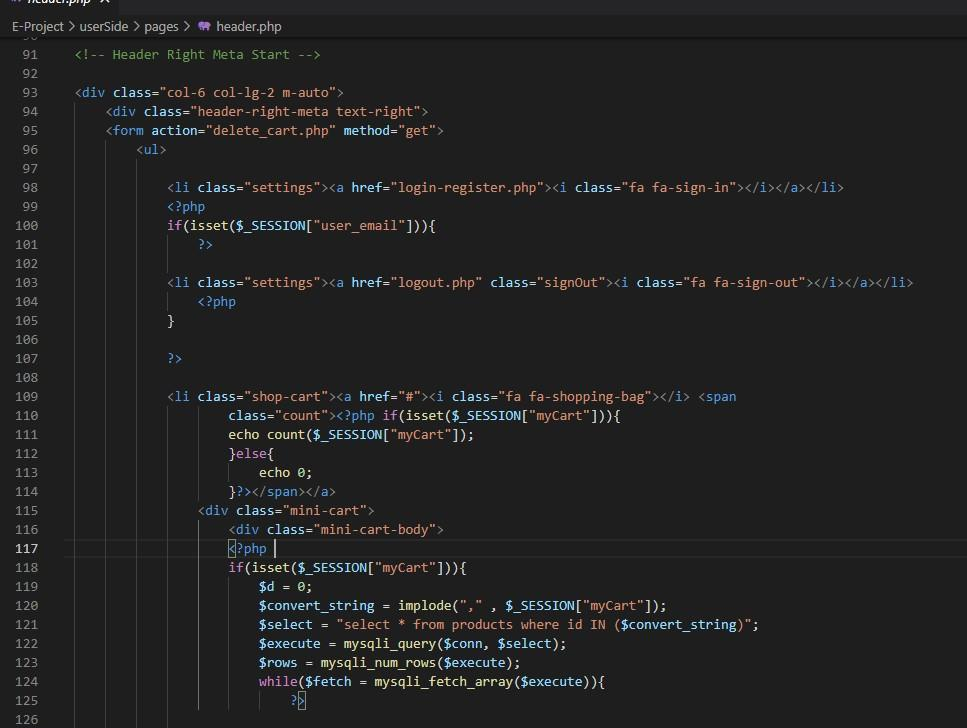 header.php
E-Project > userSide > pages > header.php
90
91 <!-- Header Right Meta Start -->
92
93 <div class="col-6 col-lg-2 m-auto">
94 <div class="header-right-meta text-right">
95 <form action="delete_cart.php" method="get">
96 <ul>
97
98 <li class="settings"><a href="login-register.php"><i class="fa fa-sign-in"></i></a></li>
99 <?php
100 if(isset($_SESSION["user_email"])){
101 ?>
102
103 <li class="settings"><a href="logout.php" class="signOut"><i class="fa fa-sign-out"></i></a></li>
104 <?php
105 }
106
107 ?>
108
109 <li class="shop-cart"><a href="#"><i class="fa fa-shopping-bag"></i> <span
110 class="count"><?php if(isset($_SESSION["myCart"])){
111 echo count($_SESSION["myCart"]);
112 }else{
113 echo 0;
114 }?></span></a>
115 <div class="mini-cart">
116 <div class="mini-cart-body">
117 <?php
118 if(isset($_SESSION["myCart"])){
119 $d = 0;
120 $convert_string = implode("," , $_SESSION["myCart"]);
121 $select = "select * from products where id IN ($convert_string)";
122 $execute = mysqli_query($conn, $select);
123 $rows = mysqli_num_rows($execute);
124 while($fetch = mysqli_fetch_array($execute)){
125 ?>
126